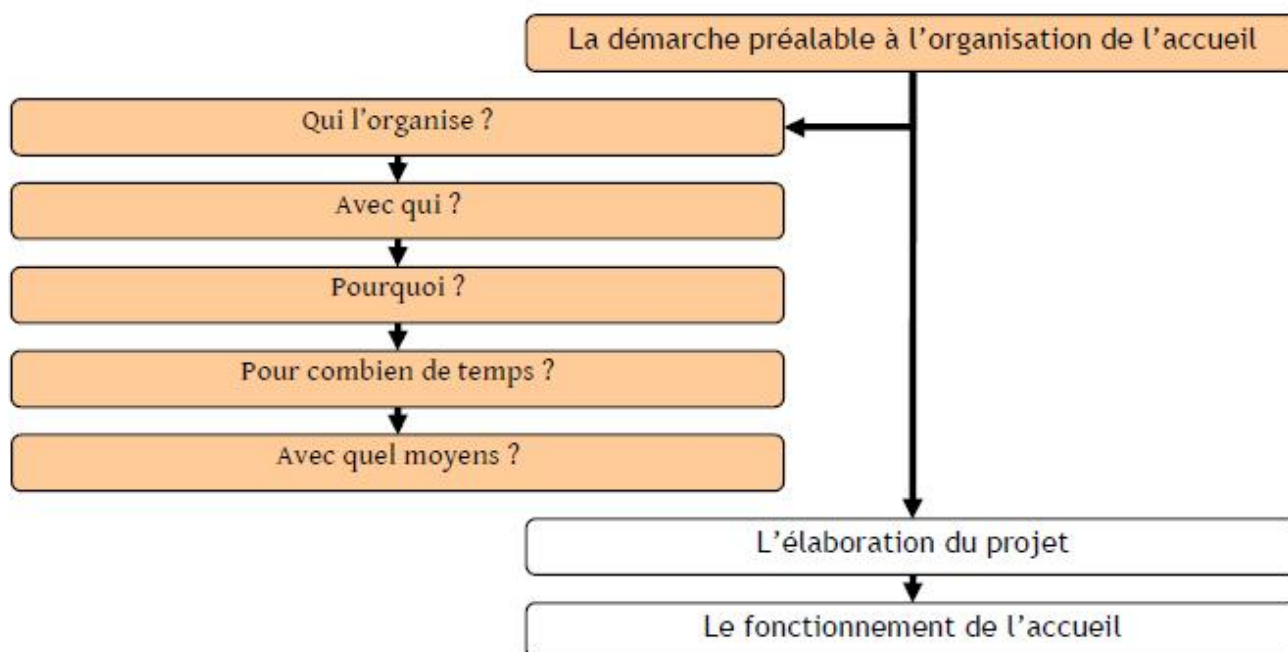 La démarche préalable à l'organisation de l'accueil
Qui l'organise ?
Avec qui ?
Pourquoi ?
Pour combien de temps ?
Avec quel moyens ?
L'élaboration du projet
Le fonctionnement de l'accueil